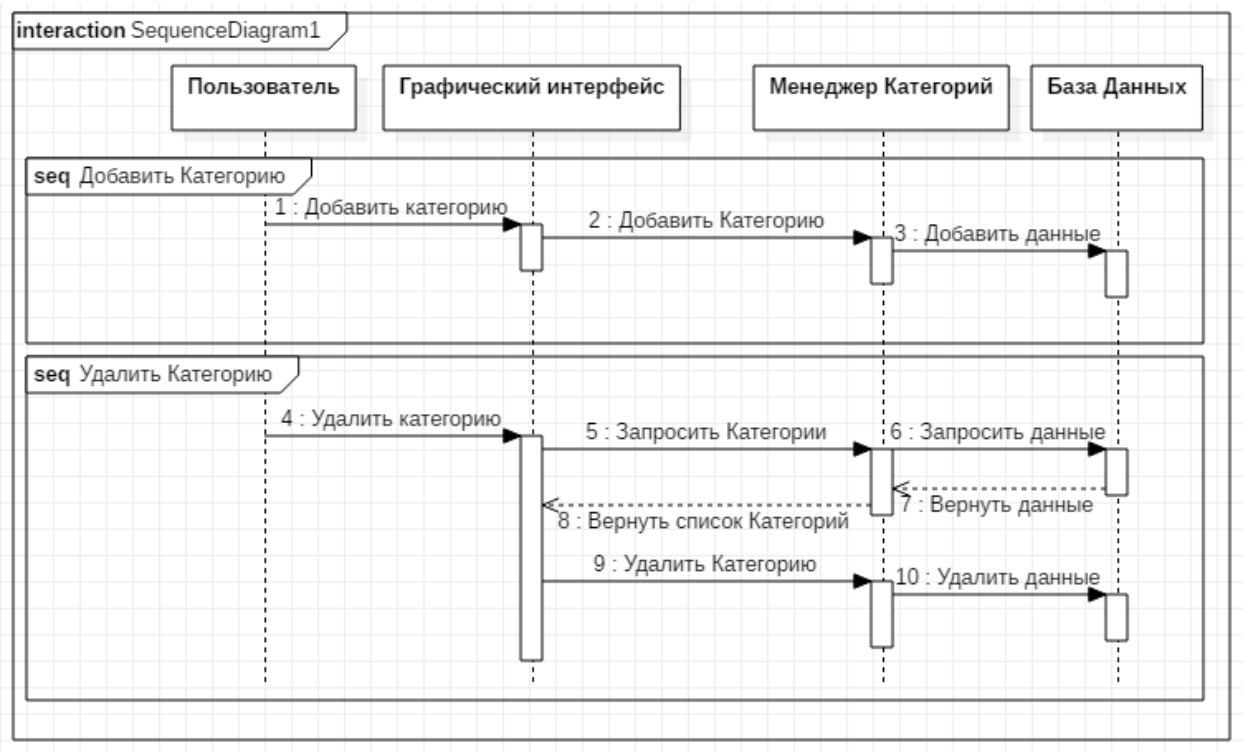 interaction SequenceDiagram1
Пользователь
Графический интерфейс
Менеджер Категорий
База Данных
seq Добавить Категорию
1 : Добавить категорию
2 : Добавить Категорию
3 : Добавить данные
seq Удалить Категорию
4 : Удалить категорию
5 : Запросить Категории
6 : Запросить данные
7 : Вернуть данные
8 : Вернуть список Категорий
9 : Удалить Категорию
10 : Удалить данные